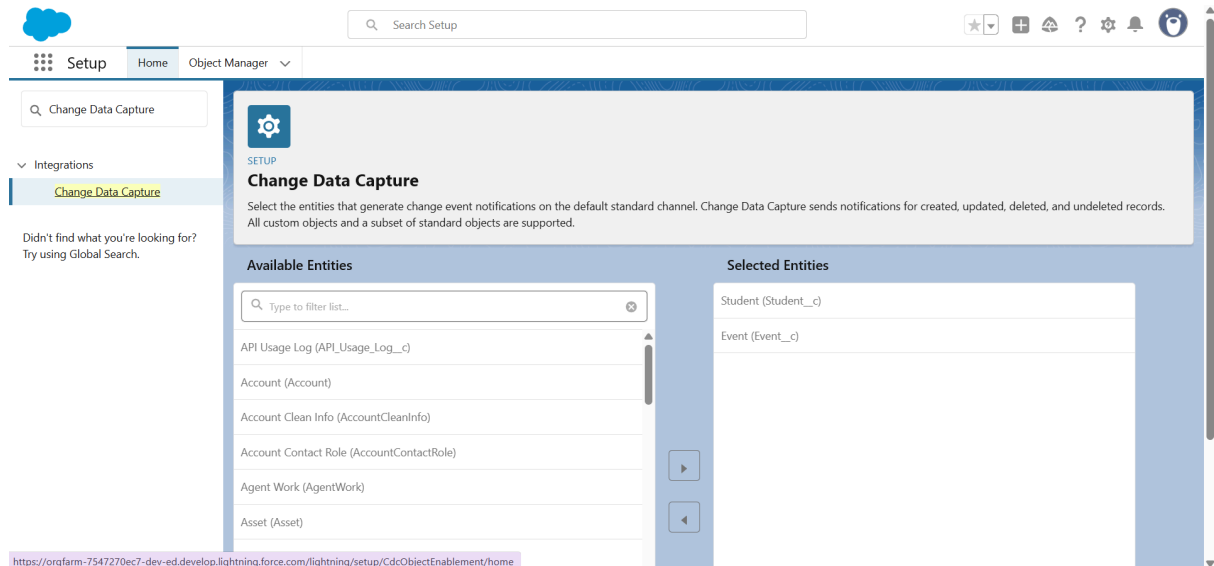 Search Setup
Setup
Home
Object Manager
Change Data Capture
Integrations
Change Data Capture
Didn't find what you're looking for?
Try using Global Search.
SETUP
Change Data Capture
Select the entities that generate change event notifications on the default standard channel. Change Data Capture sends notifications for created, updated, deleted, and undeleted records.
All custom objects and a subset of standard objects are supported.
Available Entities
Type to filter list...
API Usage Log (API_Usage_Log__c)
Account (Account)
Account Clean Info (AccountCleanInfo)
Account Contact Role (AccountContactRole)
Agent Work (AgentWork)
Asset (Asset)
Selected Entities
Student (Student__c)
Event (Event__c)
https://orgfarm-7547270ec7-dev-ed.develop.lightning.force.com/lightning/setup/CdcObjectEnablement/home